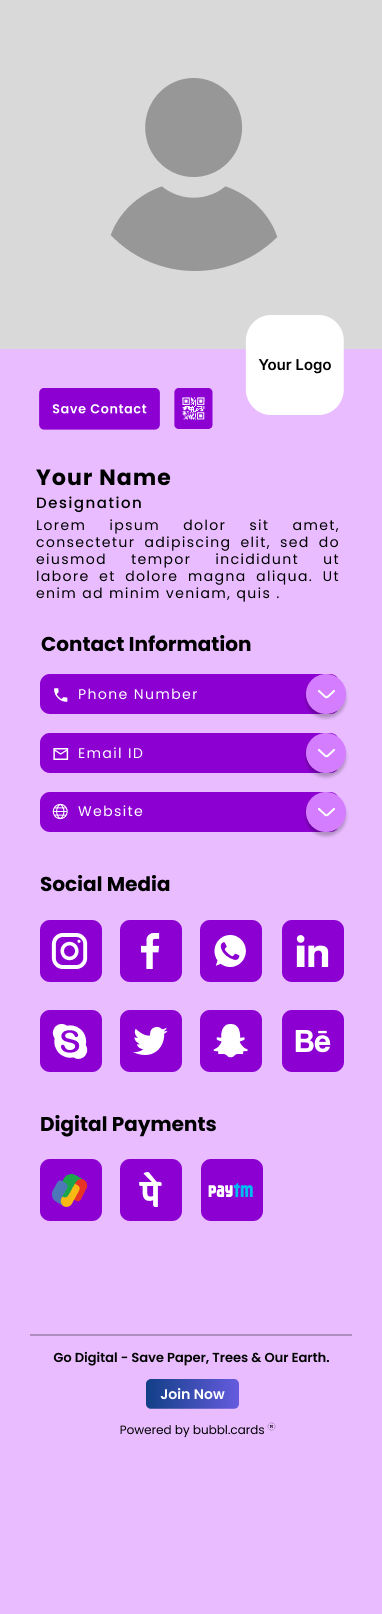 Your Logo
Save Contact
Your Name
Designation
Lorem ipsum dolor sit amet,
consectetur adipiscing elit, sed do
eiusmod tempor incididunt ut
labore et dolore magna aliqua. Ut
enim ad minim veniam, quis .
Contact Information
Phone Number
Email ID
Website
Social Media
f
in
S
Bē
Digital Payments
पे
paytm
Go Digital - Save Paper, Trees & Our Earth.
Join Now
Powered by bubbl.cards ®